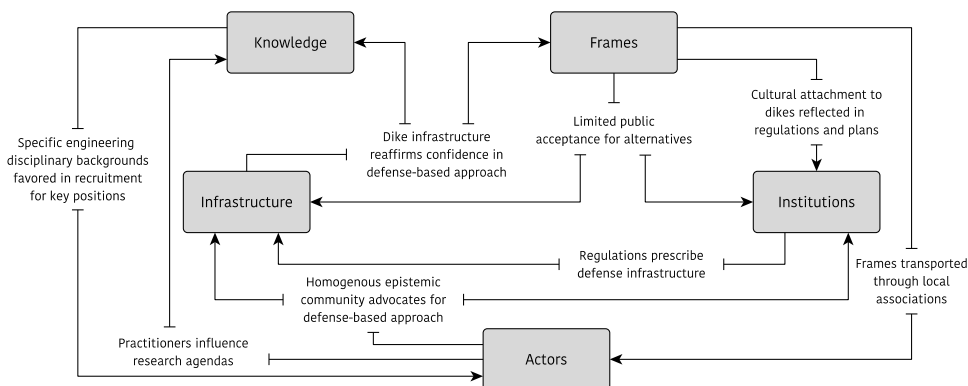 Knowledge
Frames
Cultural attachment to
dikes reflected in
regulations and plans
Limited public
acceptance for alternatives
Dike infrastructure
reaffirms confidence in
defense-based approach
Specific engineering
disciplinary backgrounds
favored in recruitment
for key positions
Infrastructure
Institutions
Regulations prescribe
defense infrastructure
Frames transported
through local
associations
Homogenous epistemic
community advocates for
defense-based approach
Practitioners influence
research agendas
Actors